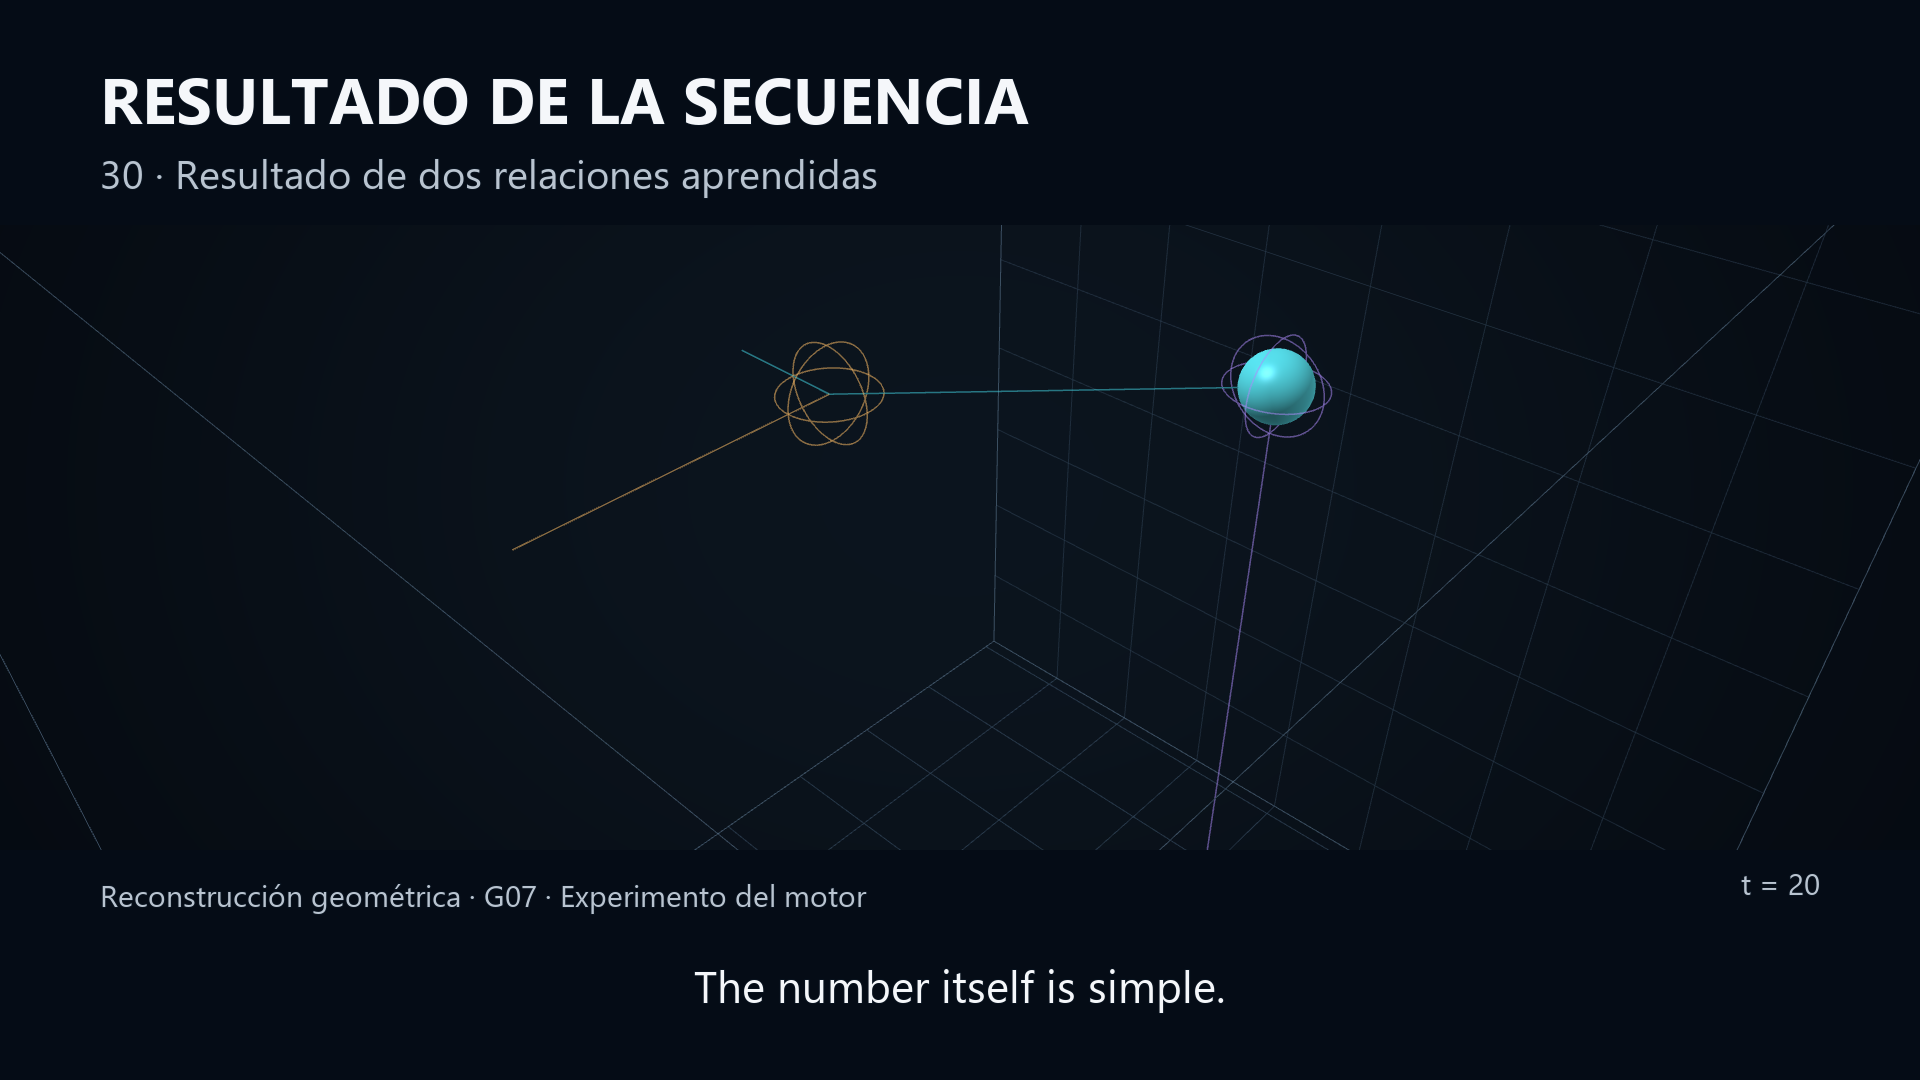 RESULTADO DE LA SECUENCIA
30 · Resultado de dos relaciones aprendidas
Reconstrucción geométrica · G07 · Experimento del motor
t = 20
The number itself is simple.